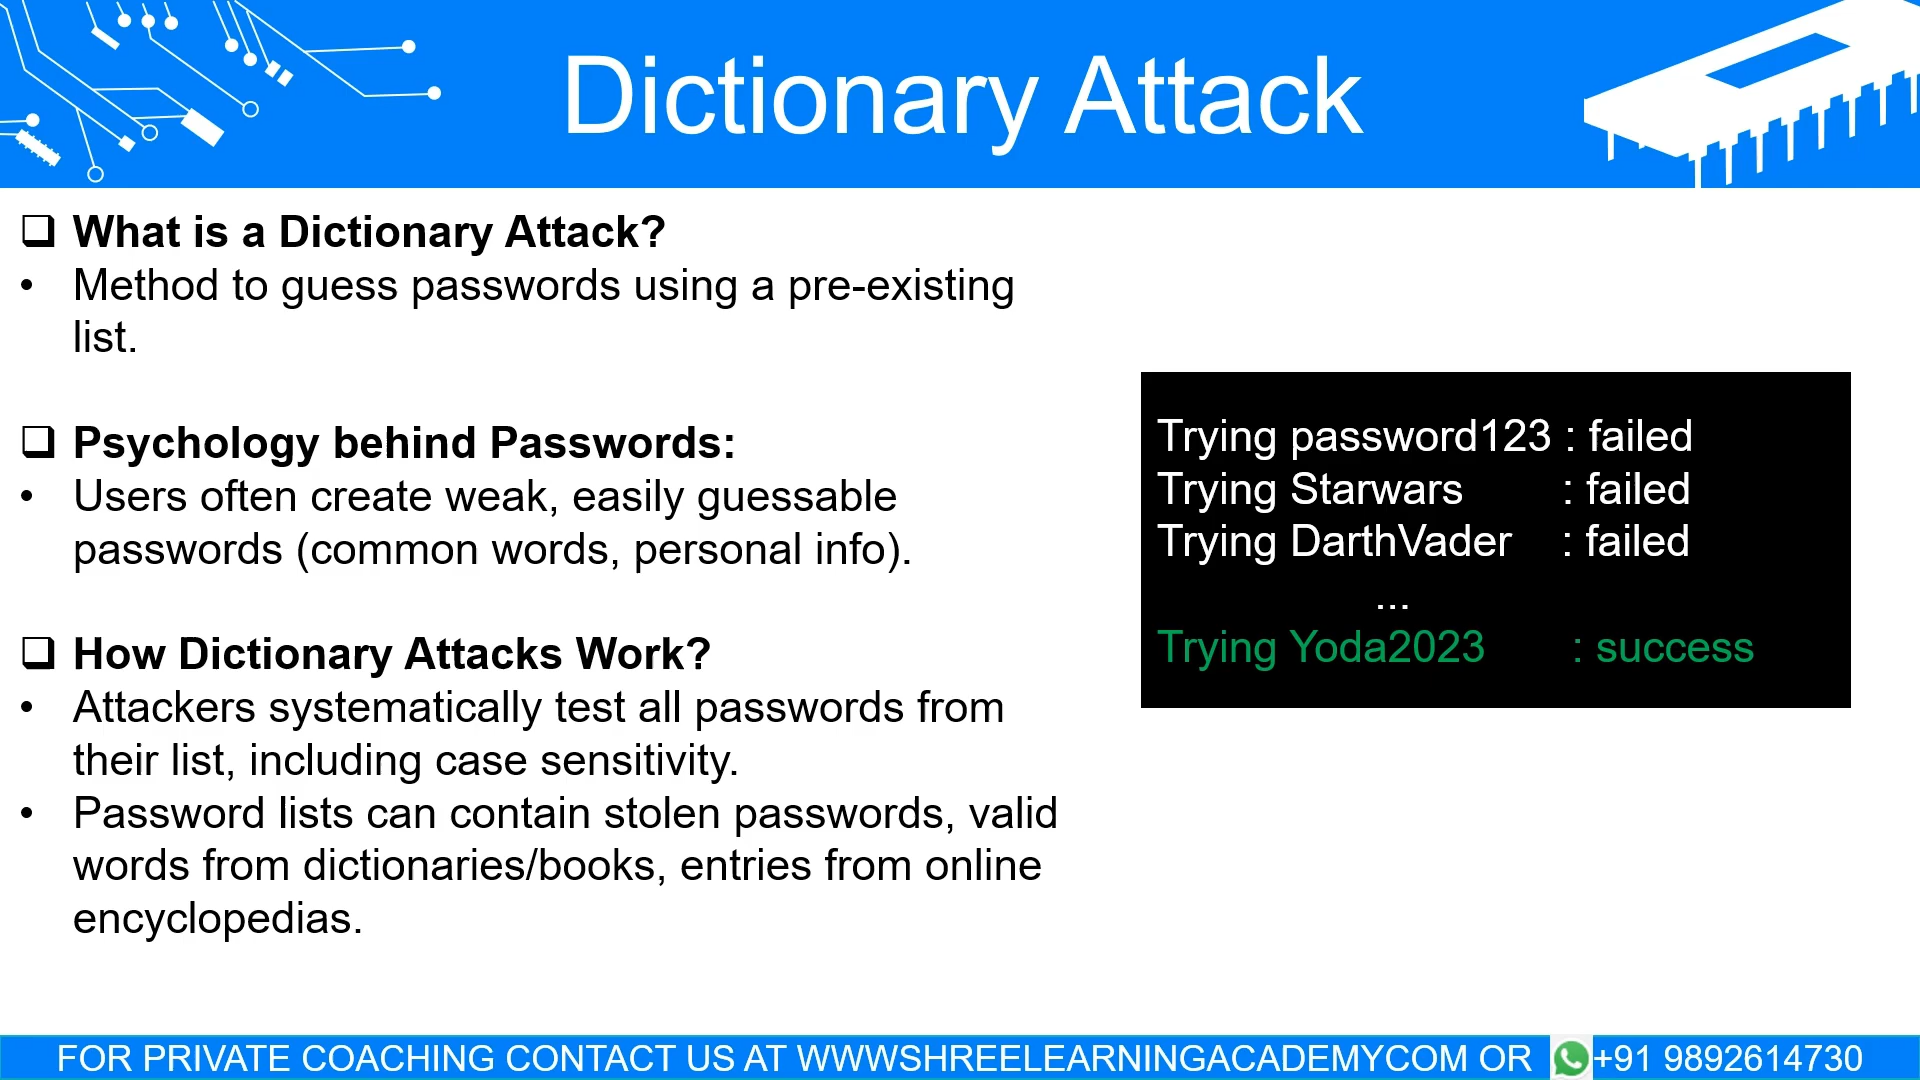 Dictionary Attack
❑ What is a Dictionary Attack?
• Method to guess passwords using a pre-existing
list.
❑ Psychology behind Passwords:
• Users often create weak, easily guessable
passwords (common words, personal info).
❑ How Dictionary Attacks Work?
• Attackers systematically test all passwords from
their list, including case sensitivity.
• Password lists can contain stolen passwords, valid
words from dictionaries/books, entries from online
encyclopedias.
Trying password123 : failed
Trying Starwars : failed
Trying DarthVader : failed
...
Trying Yoda2023 : success
FOR PRIVATE COACHING CONTACT US AT WWWSHREELEARNINGACADEMYCOM OR +91 9892614730